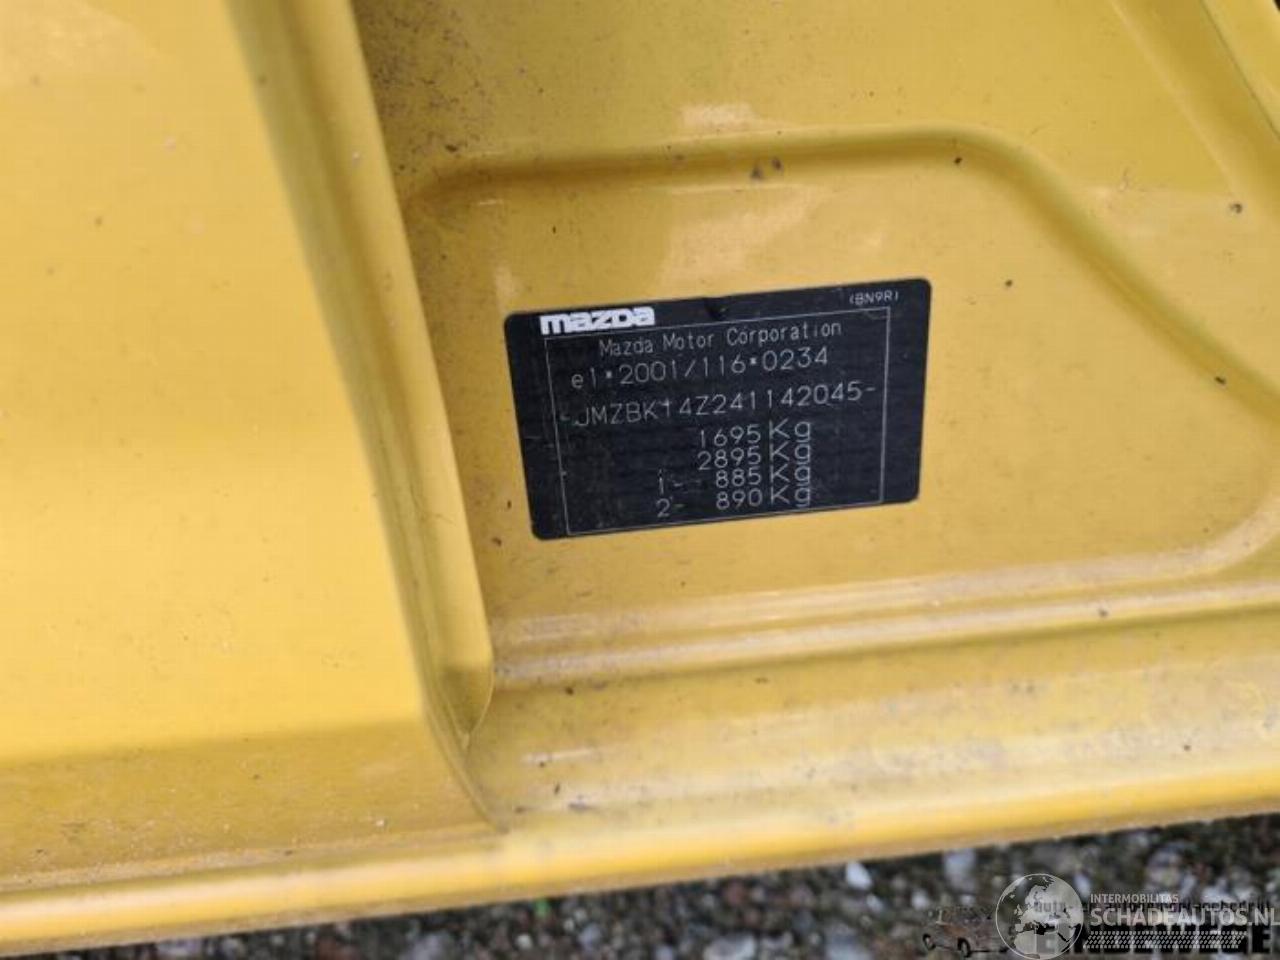 mazda
(BN9R)
Mazda Motor Corporation
e1*2001/116*0234
-JMZBK14Z241142045-
1695Kg
2895Kg
1- 885Kg
2- 890Kg
INTERMOBILITAS
SCHADEAUTOS.NL